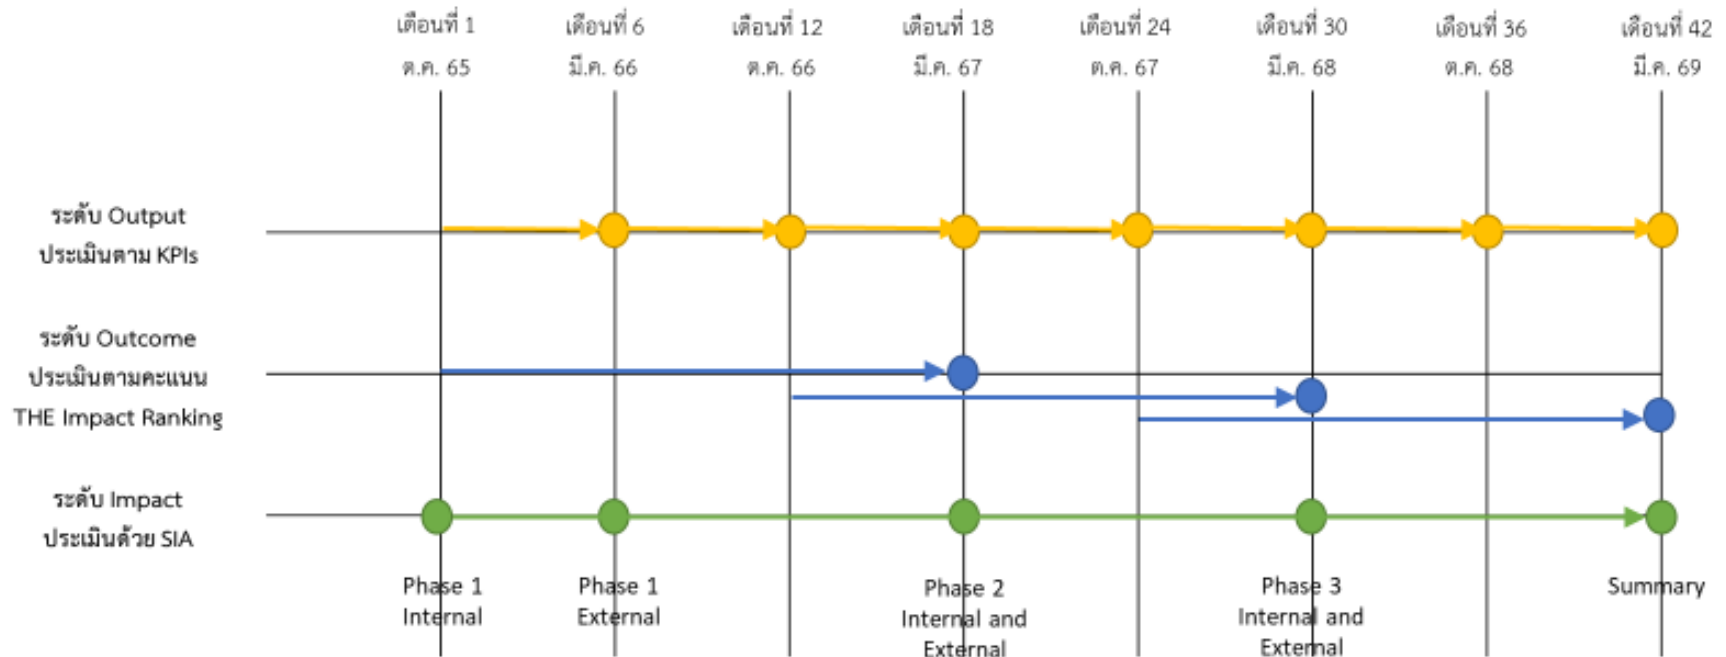 เดือนที่ 1 เดือนที่ 6 เดือนที่ 12 เดือนที่ 18 เดือนที่ 24 เดือนที่ 30 เดือนที่ 36 เดือนที่ 42
ต.ค. 65 มี.ค. 66 ต.ค. 66 มี.ค. 67 ต.ค. 67 มี.ค. 68 ต.ค. 68 มี.ค. 69
ระดับ Output
ประเมินตาม KPIs
ระดับ Outcome
ประเมินตามคะแนน
THE Impact Ranking
ระดับ Impact
ประเมินด้วย SIA
Phase 1
Internal
Phase 1
External
Phase 2
Internal and
External
Phase 3
Internal and
External
Summary